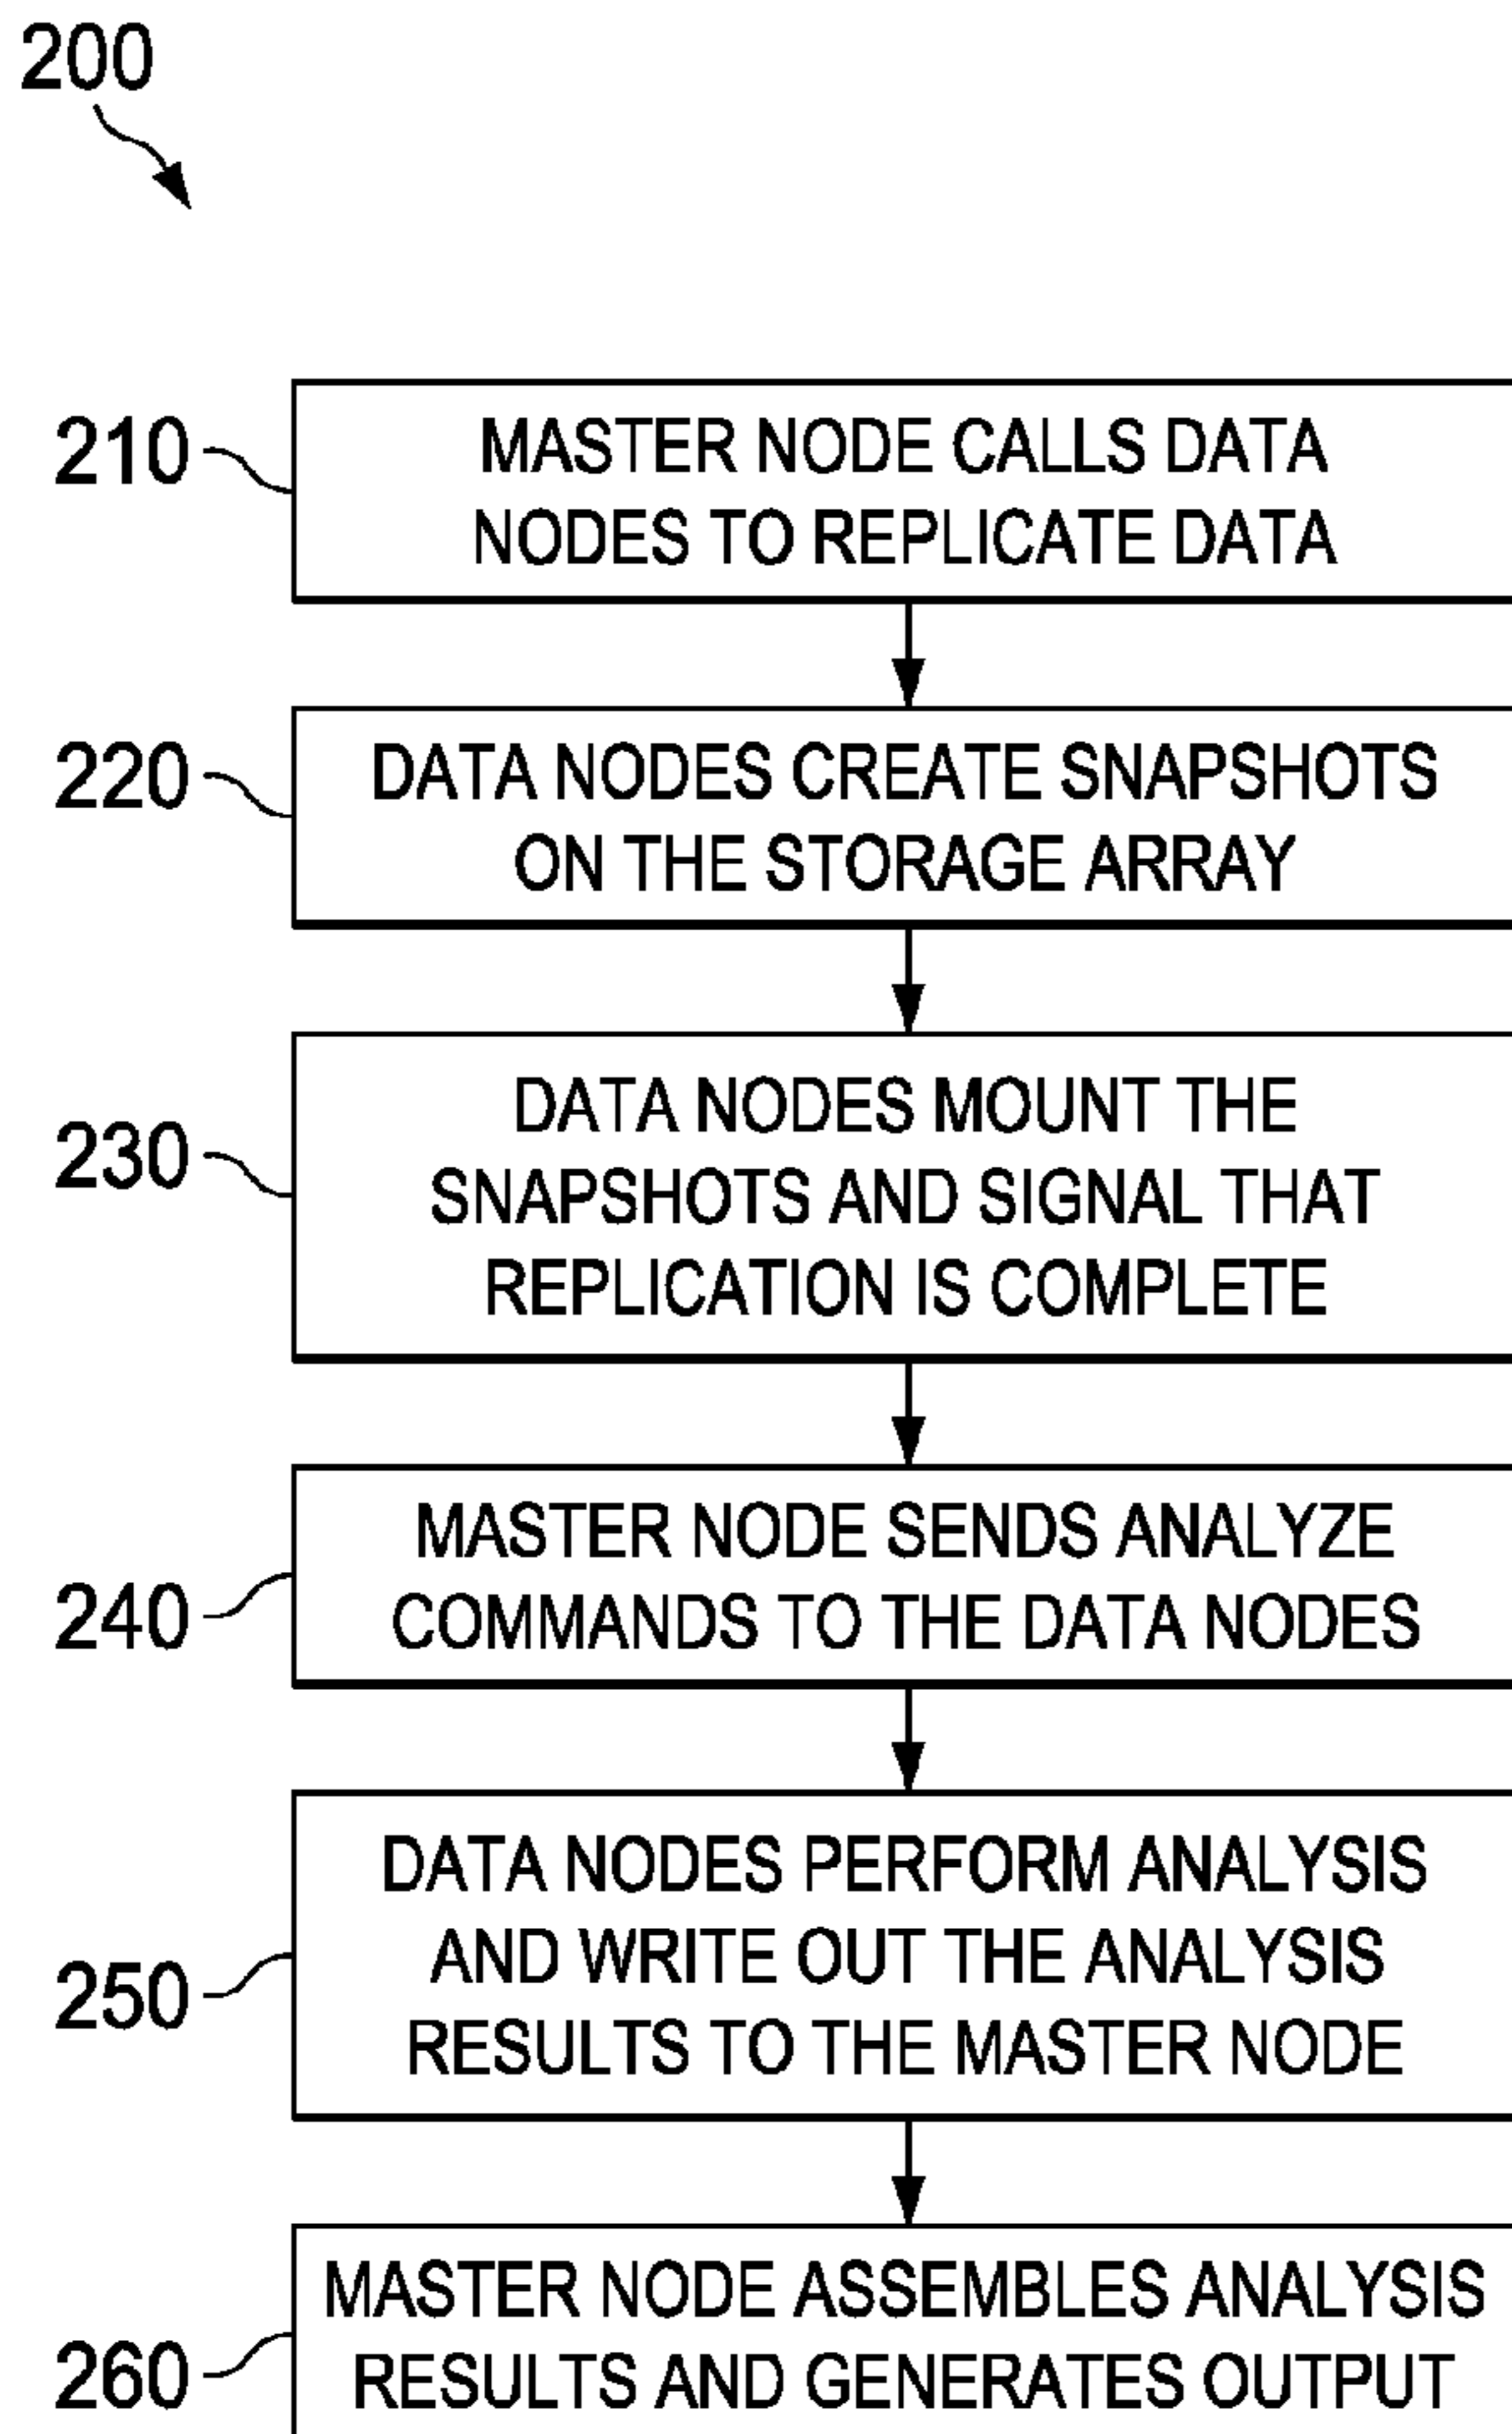 200
210
MASTER NODE CALLS DATA
NODES TO REPLICATE DATA
220
DATA NODES CREATE SNAPSHOTS
ON THE STORAGE ARRAY
230
DATA NODES MOUNT THE
SNAPSHOTS AND SIGNAL THAT
REPLICATION IS COMPLETE
240
MASTER NODE SENDS ANALYZE
COMMANDS TO THE DATA NODES
250
DATA NODES PERFORM ANALYSIS
AND WRITE OUT THE ANALYSIS
RESULTS TO THE MASTER NODE
260
MASTER NODE ASSEMBLES ANALYSIS
RESULTS AND GENERATES OUTPUT